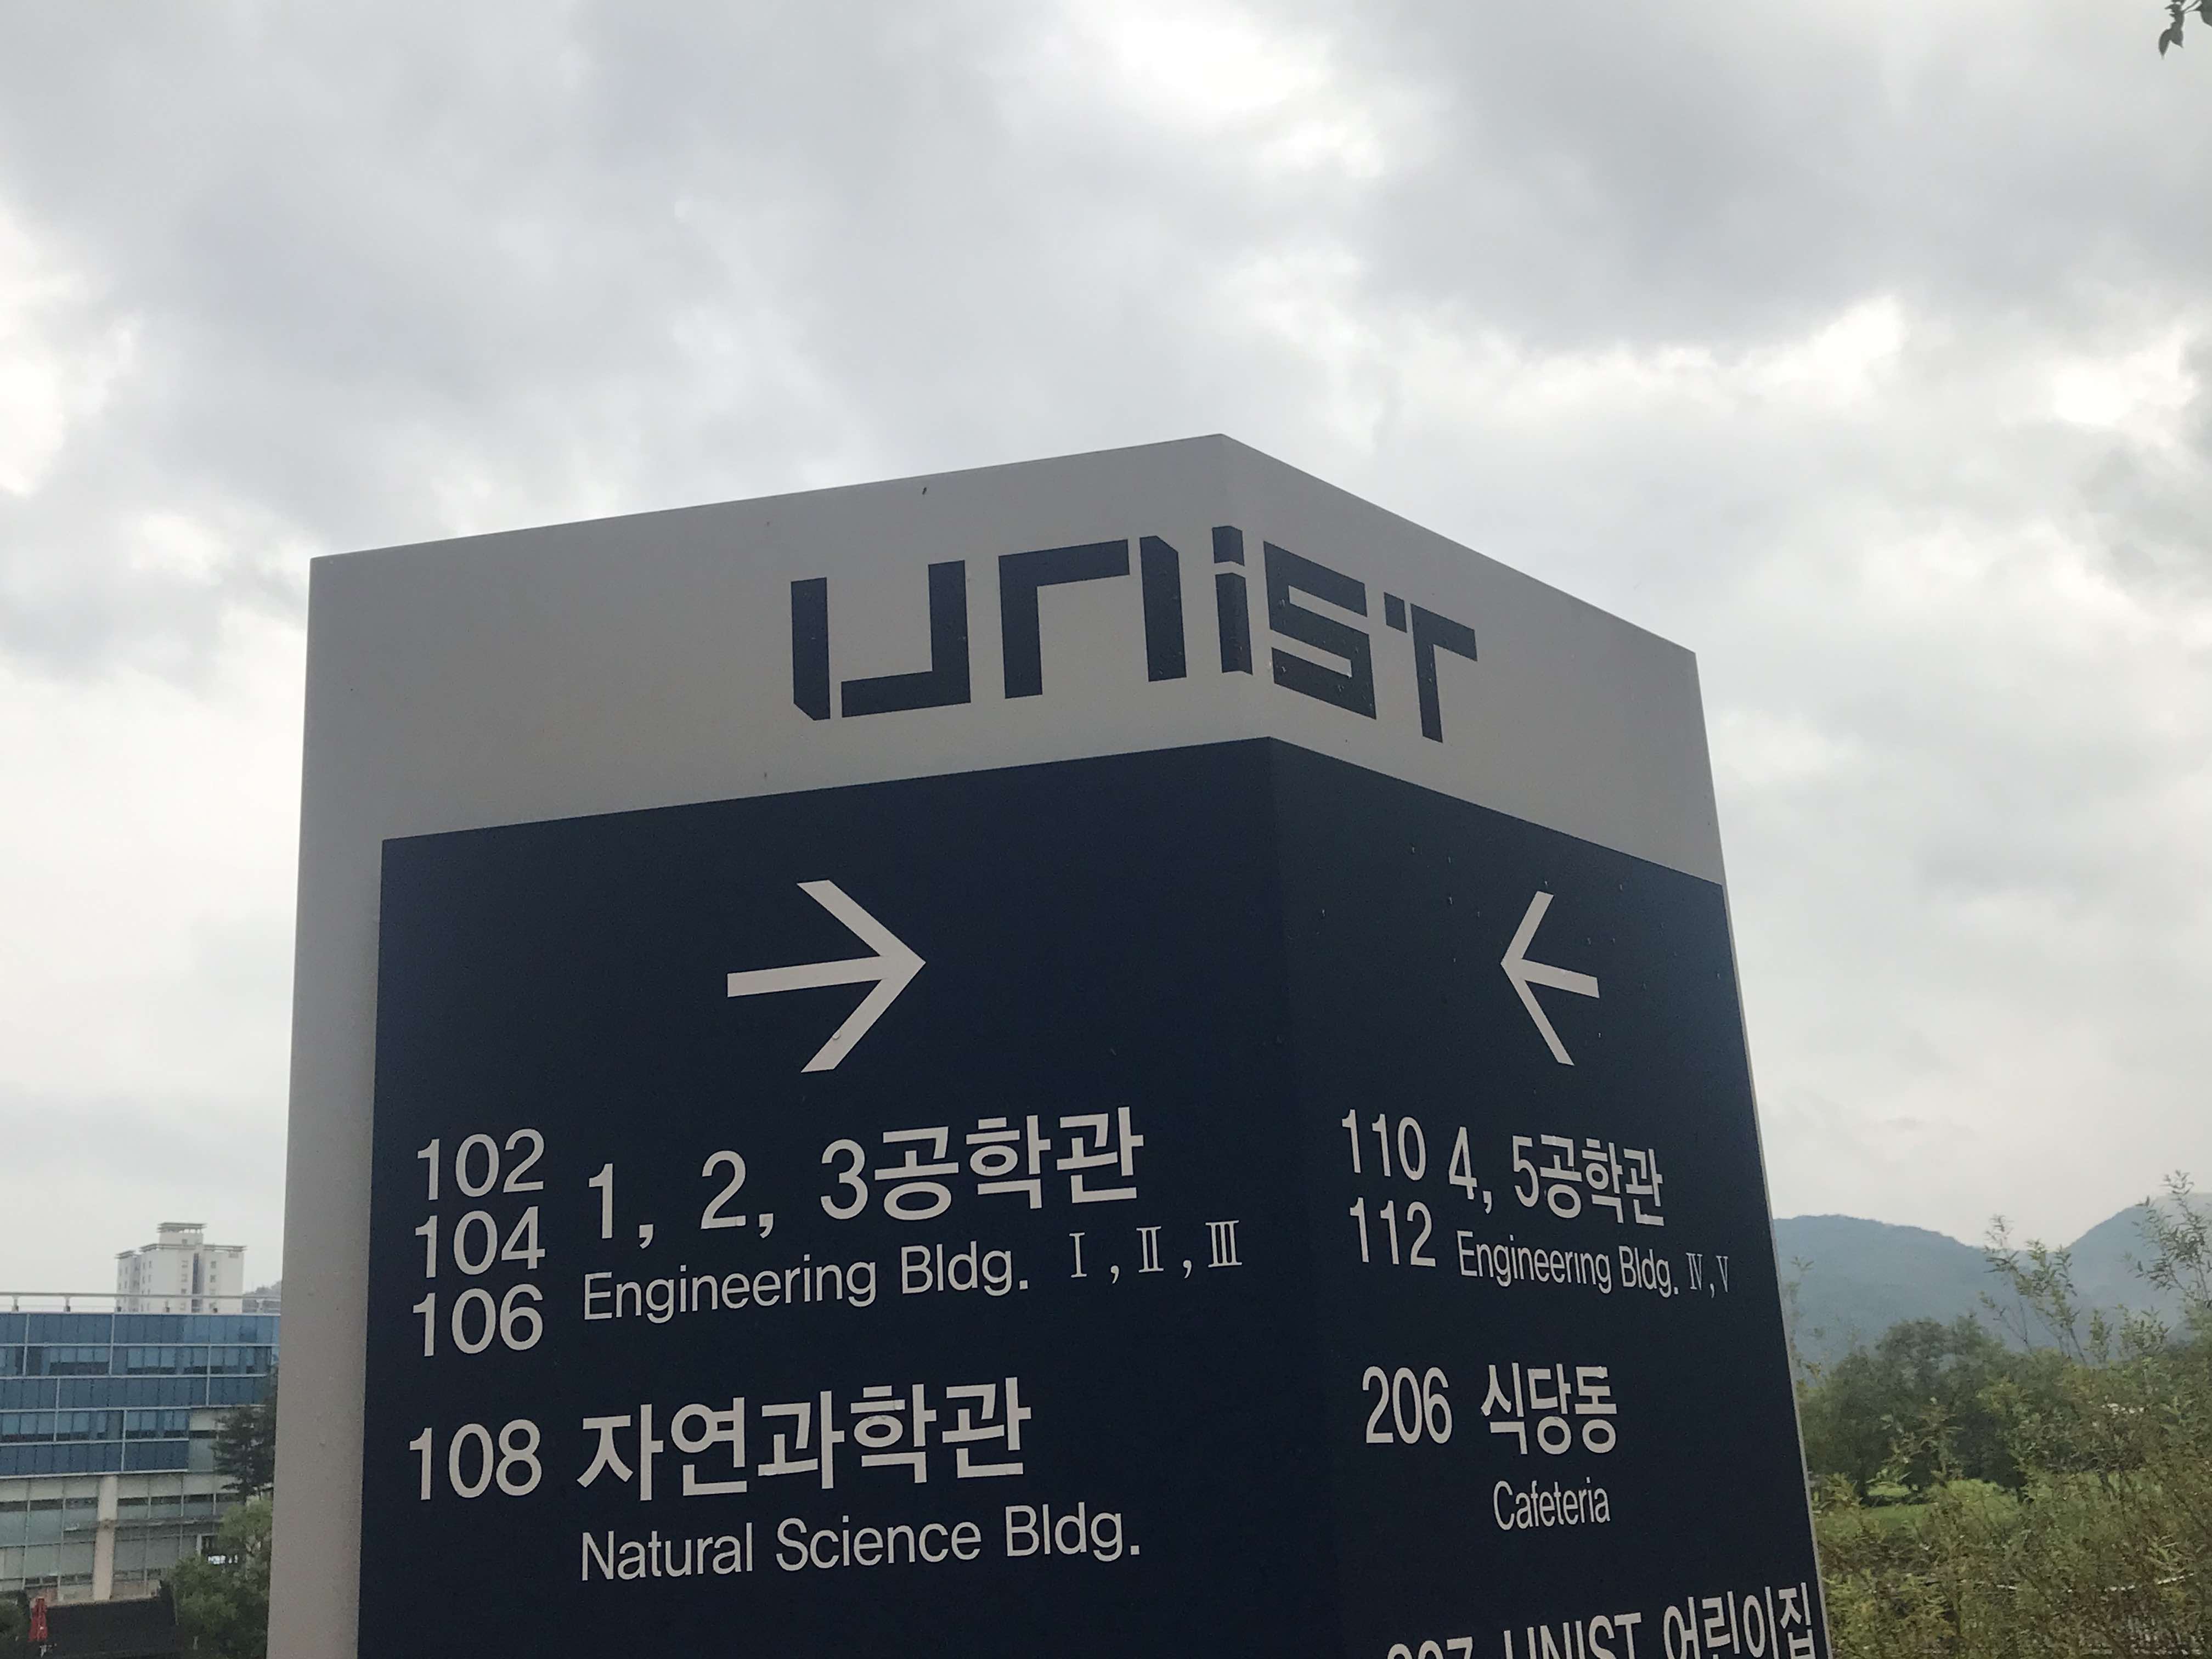 UNIST
102
104
106
1, 2, 3공학관
Engineering Bldg. Ⅰ,Ⅱ,Ⅲ
108 자연과학관
Natural Science Bldg.
110
112
4, 5공학관
Engineering Bldg. Ⅳ,Ⅴ
206 식당동
Cafeteria
207 UNIST 어린이집